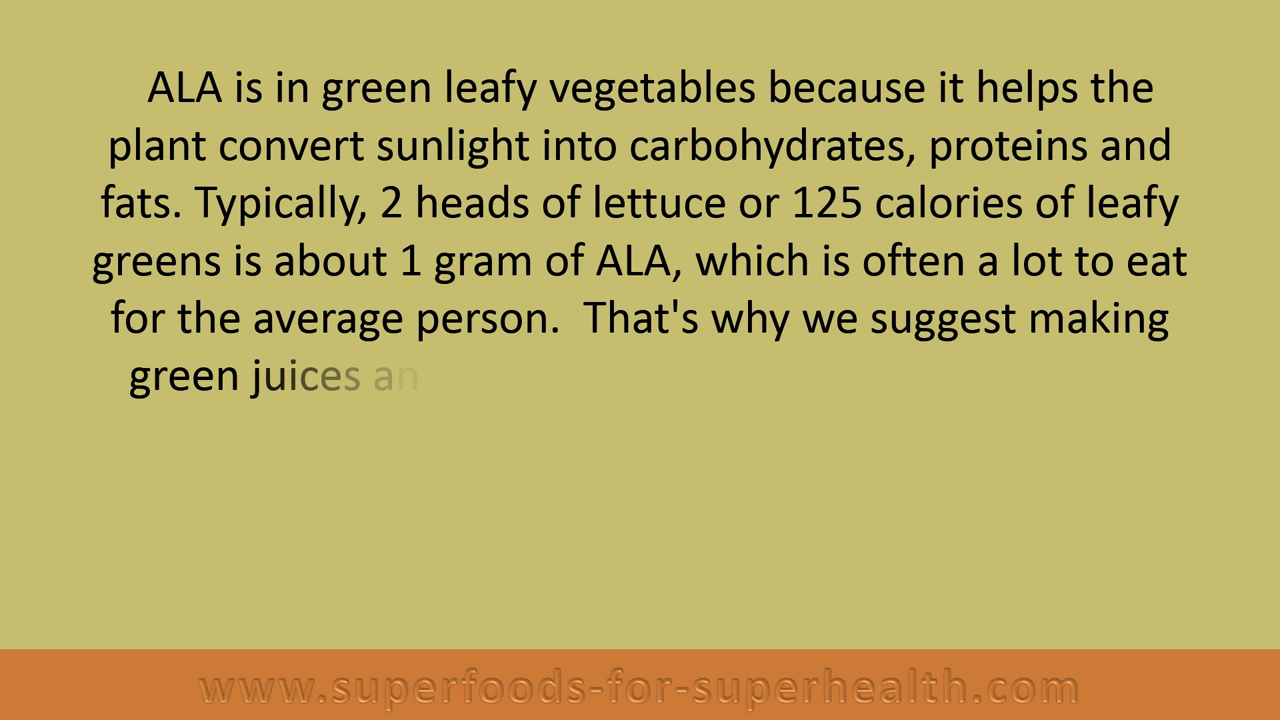 ALA is in green leafy vegetables because it helps the
plant convert sunlight into carbohydrates, proteins and
fats. Typically, 2 heads of lettuce or 125 calories of leafy
greens is about 1 gram of ALA, which is often a lot to eat
for the average person.  That's why we suggest making
green juices an
www.superfoods-for-superhealth.com